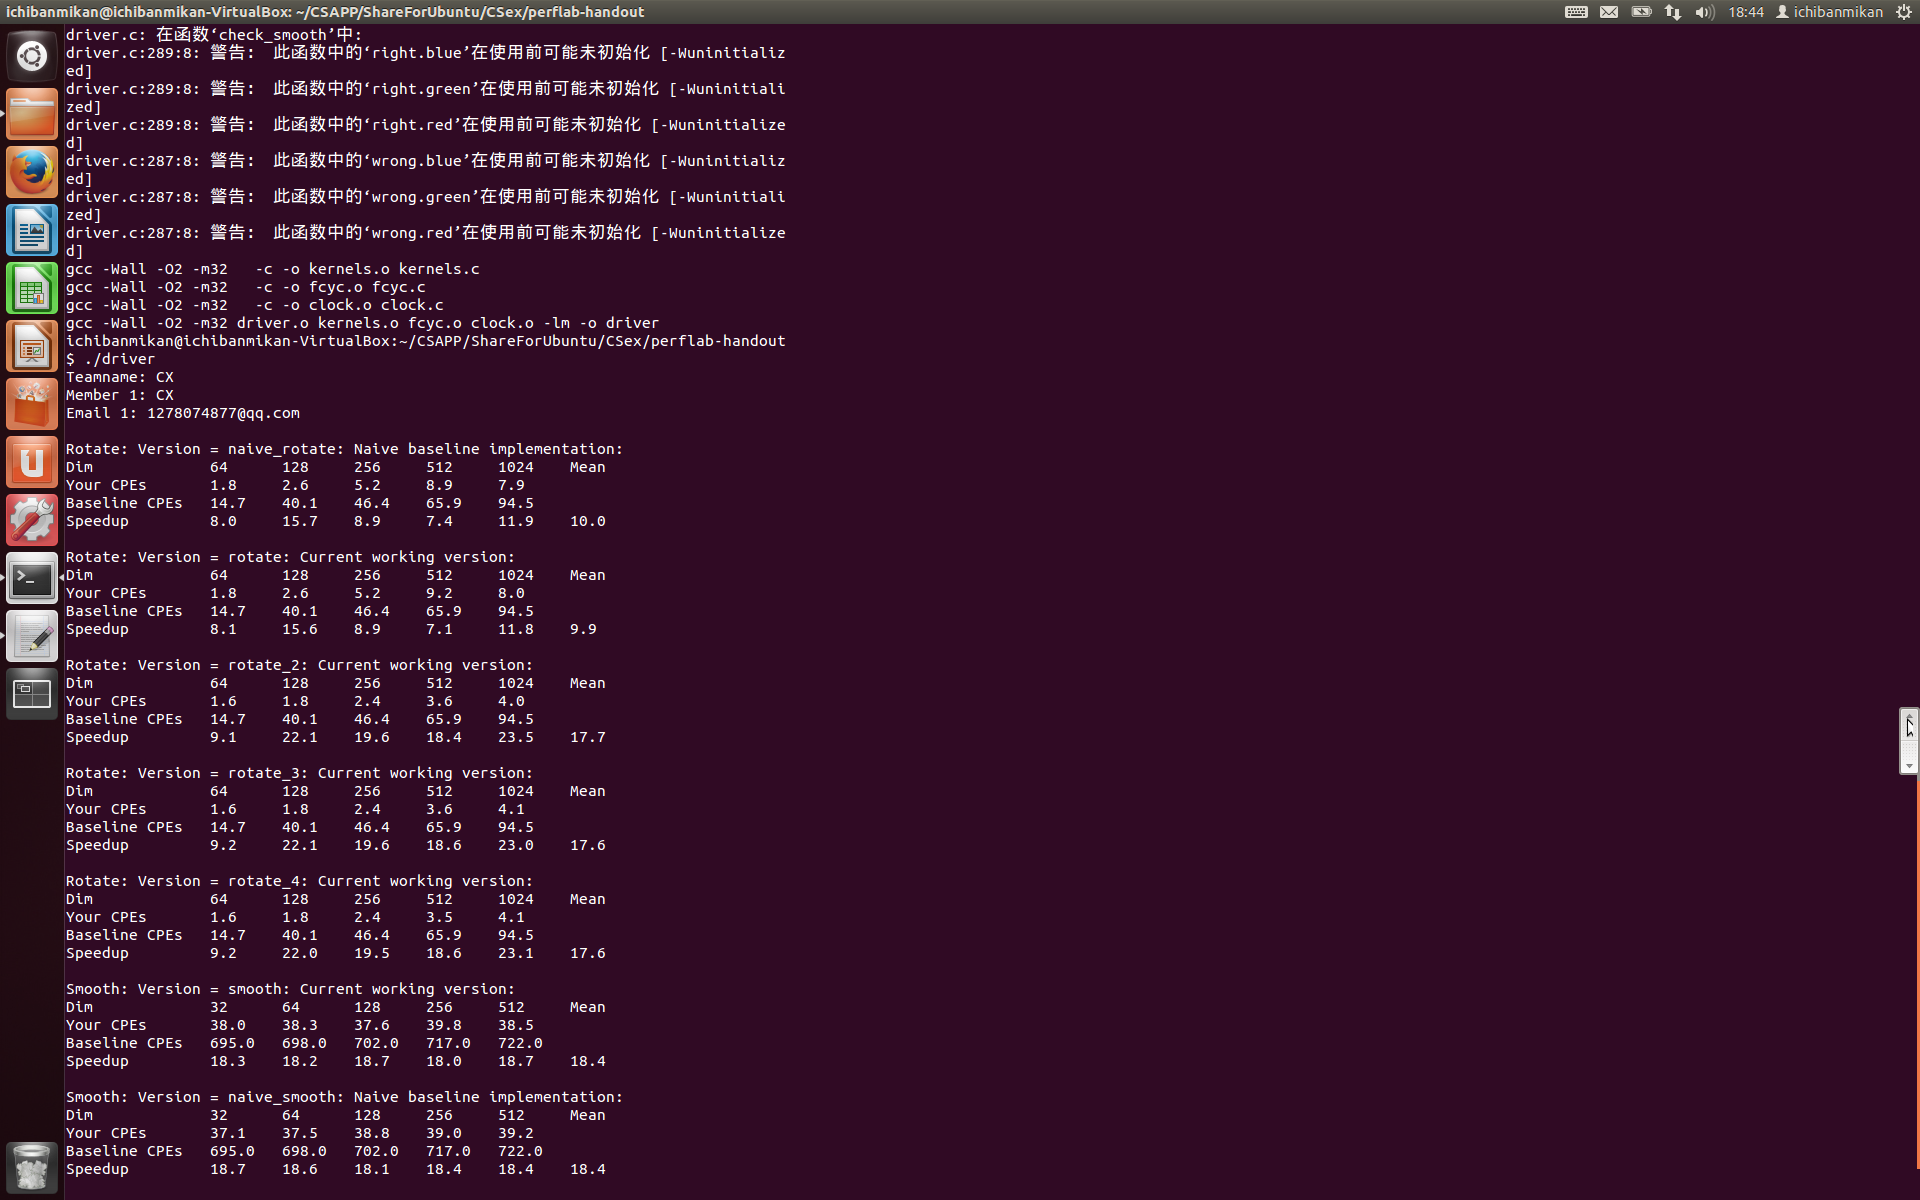 ichibanmikan@ichibanmikan-VirtualBox: ~/CSAPP/ShareForUbuntu/CSex/perflab-handout
18:44 ichibanmikan
driver.c: 在函数‘check_smooth’中:
driver.c:289:8: 警告: 此函数中的‘right.blue’在使用前可能未初始化 [-Wuninitializ
ed]
driver.c:289:8: 警告: 此函数中的‘right.green’在使用前可能未初始化 [-Wuninitiali
zed]
driver.c:289:8: 警告: 此函数中的‘right.red’在使用前可能未初始化 [-Wuninitialize
d]
driver.c:287:8: 警告: 此函数中的‘wrong.blue’在使用前可能未初始化 [-Wuninitializ
ed]
driver.c:287:8: 警告: 此函数中的‘wrong.green’在使用前可能未初始化 [-Wuninitiali
zed]
driver.c:287:8: 警告: 此函数中的‘wrong.red’在使用前可能未初始化 [-Wuninitialize
d]
gcc -Wall -O2 -m32   -c -o kernels.o kernels.c
gcc -Wall -O2 -m32   -c -o fcyc.o fcyc.c
gcc -Wall -O2 -m32   -c -o clock.o clock.c
gcc -Wall -O2 -m32 driver.o kernels.o fcyc.o clock.o -lm -o driver
ichibanmikan@ichibanmikan-VirtualBox:~/CSAPP/ShareForUbuntu/CSex/perflab-handout
$ ./driver
Teamname: CX
Member 1: CX
Email 1: 1278074877@qq.com
Rotate: Version = naive_rotate: Naive baseline implementation:
Dim 64 128 256 512 1024 Mean
Your CPEs 1.8 2.6 5.2 8.9 7.9
Baseline CPEs 14.7 40.1 46.4 65.9 94.5
Speedup 8.0 15.7 8.9 7.4 11.9 10.0
Rotate: Version = rotate: Current working version:
Dim 64 128 256 512 1024 Mean
Your CPEs 1.8 2.6 5.2 9.2 8.0
Baseline CPEs 14.7 40.1 46.4 65.9 94.5
Speedup 8.1 15.6 8.9 7.1 11.8 9.9
Rotate: Version = rotate_2: Current working version:
Dim 64 128 256 512 1024 Mean
Your CPEs 1.6 1.8 2.4 3.6 4.0
Baseline CPEs 14.7 40.1 46.4 65.9 94.5
Speedup 9.1 22.1 19.6 18.4 23.5 17.7
Rotate: Version = rotate_3: Current working version:
Dim 64 128 256 512 1024 Mean
Your CPEs 1.6 1.8 2.4 3.6 4.1
Baseline CPEs 14.7 40.1 46.4 65.9 94.5
Speedup 9.2 22.1 19.6 18.6 23.0 17.6
Rotate: Version = rotate_4: Current working version:
Dim 64 128 256 512 1024 Mean
Your CPEs 1.6 1.8 2.4 3.5 4.1
Baseline CPEs 14.7 40.1 46.4 65.9 94.5
Speedup 9.2 22.0 19.5 18.6 23.1 17.6
Smooth: Version = smooth: Current working version:
Dim 32 64 128 256 512 Mean
Your CPEs 38.0 38.3 37.6 39.8 38.5
Baseline CPEs 695.0 698.0 702.0 717.0 722.0
Speedup 18.3 18.2 18.7 18.0 18.7 18.4
Smooth: Version = naive_smooth: Naive baseline implementation:
Dim 32 64 128 256 512 Mean
Your CPEs 37.1 37.5 38.8 39.0 39.2
Baseline CPEs 695.0 698.0 702.0 717.0 722.0
Speedup 18.7 18.6 18.1 18.4 18.4 18.4